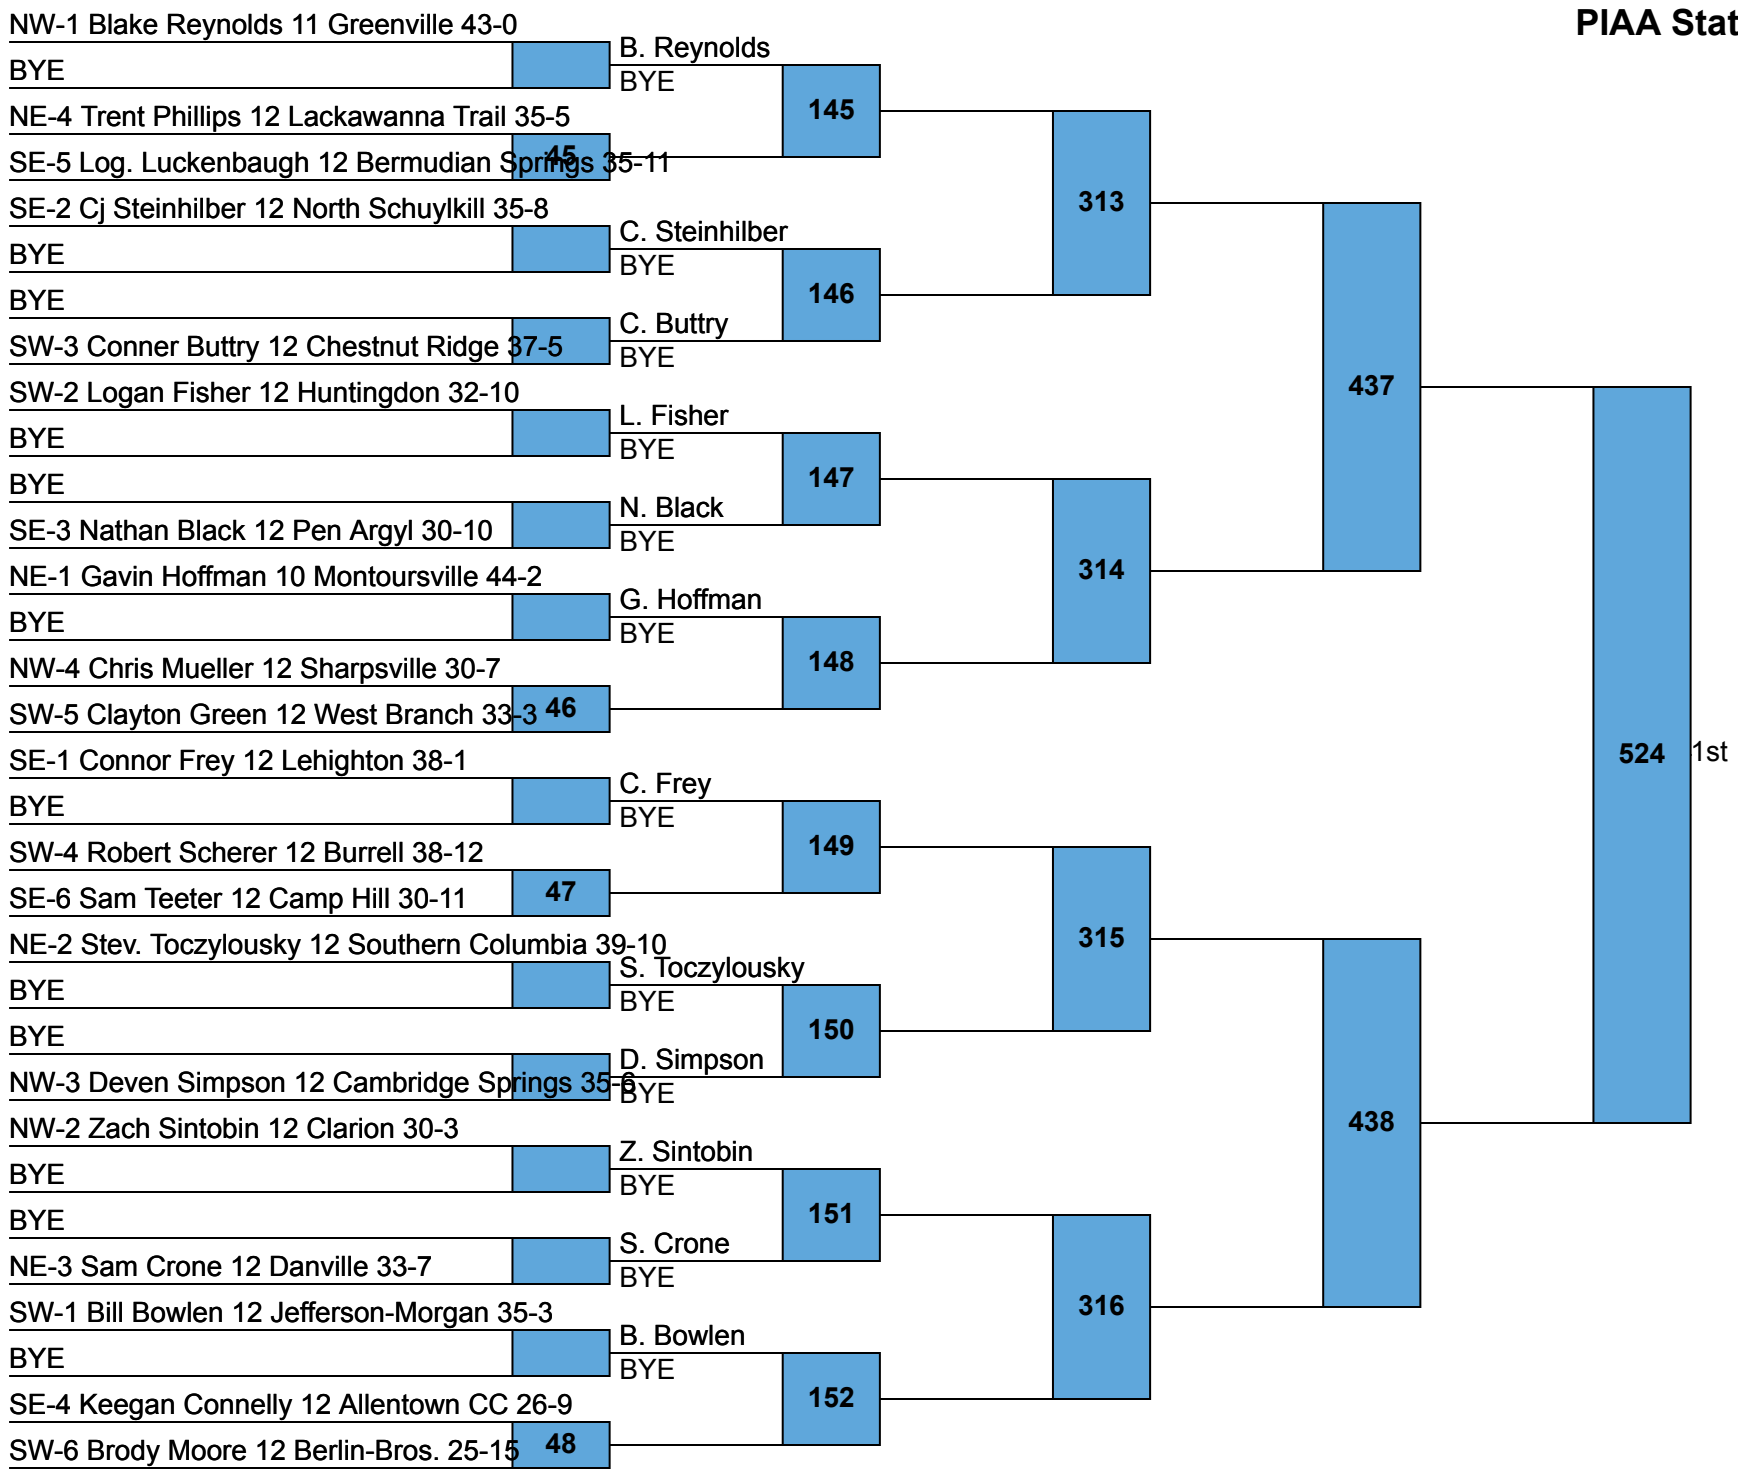 PIAA Stat
NW-1 Blake Reynolds 11 Greenville 43-0
BYE
B. Reynolds
BYE
145
NE-4 Trent Phillips 12 Lackawanna Trail 35-5
45
SE-5 Log. Luckenbaugh 12 Bermudian Springs 35-11
313
SE-2 Cj Steinhilber 12 North Schuylkill 35-8
BYE
C. Steinhilber
BYE
146
BYE
SW-3 Conner Buttry 12 Chestnut Ridge 37-5
C. Buttry
BYE
437
SW-2 Logan Fisher 12 Huntingdon 32-10
BYE
L. Fisher
BYE
147
BYE
SE-3 Nathan Black 12 Pen Argyl 30-10
N. Black
BYE
314
NE-1 Gavin Hoffman 10 Montoursville 44-2
BYE
G. Hoffman
BYE
148
NW-4 Chris Mueller 12 Sharpsville 30-7
46
SW-5 Clayton Green 12 West Branch 33-3
524
1st
SE-1 Connor Frey 12 Lehighton 38-1
BYE
C. Frey
BYE
149
SW-4 Robert Scherer 12 Burrell 38-12
47
SE-6 Sam Teeter 12 Camp Hill 30-11
315
NE-2 Stev. Toczylousky 12 Southern Columbia 39-10
BYE
S. Toczylousky
BYE
150
BYE
NW-3 Deven Simpson 12 Cambridge Springs 35-6
D. Simpson
BYE
438
NW-2 Zach Sintobin 12 Clarion 30-3
BYE
Z. Sintobin
BYE
151
BYE
NE-3 Sam Crone 12 Danville 33-7
S. Crone
BYE
316
SW-1 Bill Bowlen 12 Jefferson-Morgan 35-3
BYE
B. Bowlen
BYE
152
SE-4 Keegan Connelly 12 Allentown CC 26-9
48
SW-6 Brody Moore 12 Berlin-Bros. 25-15